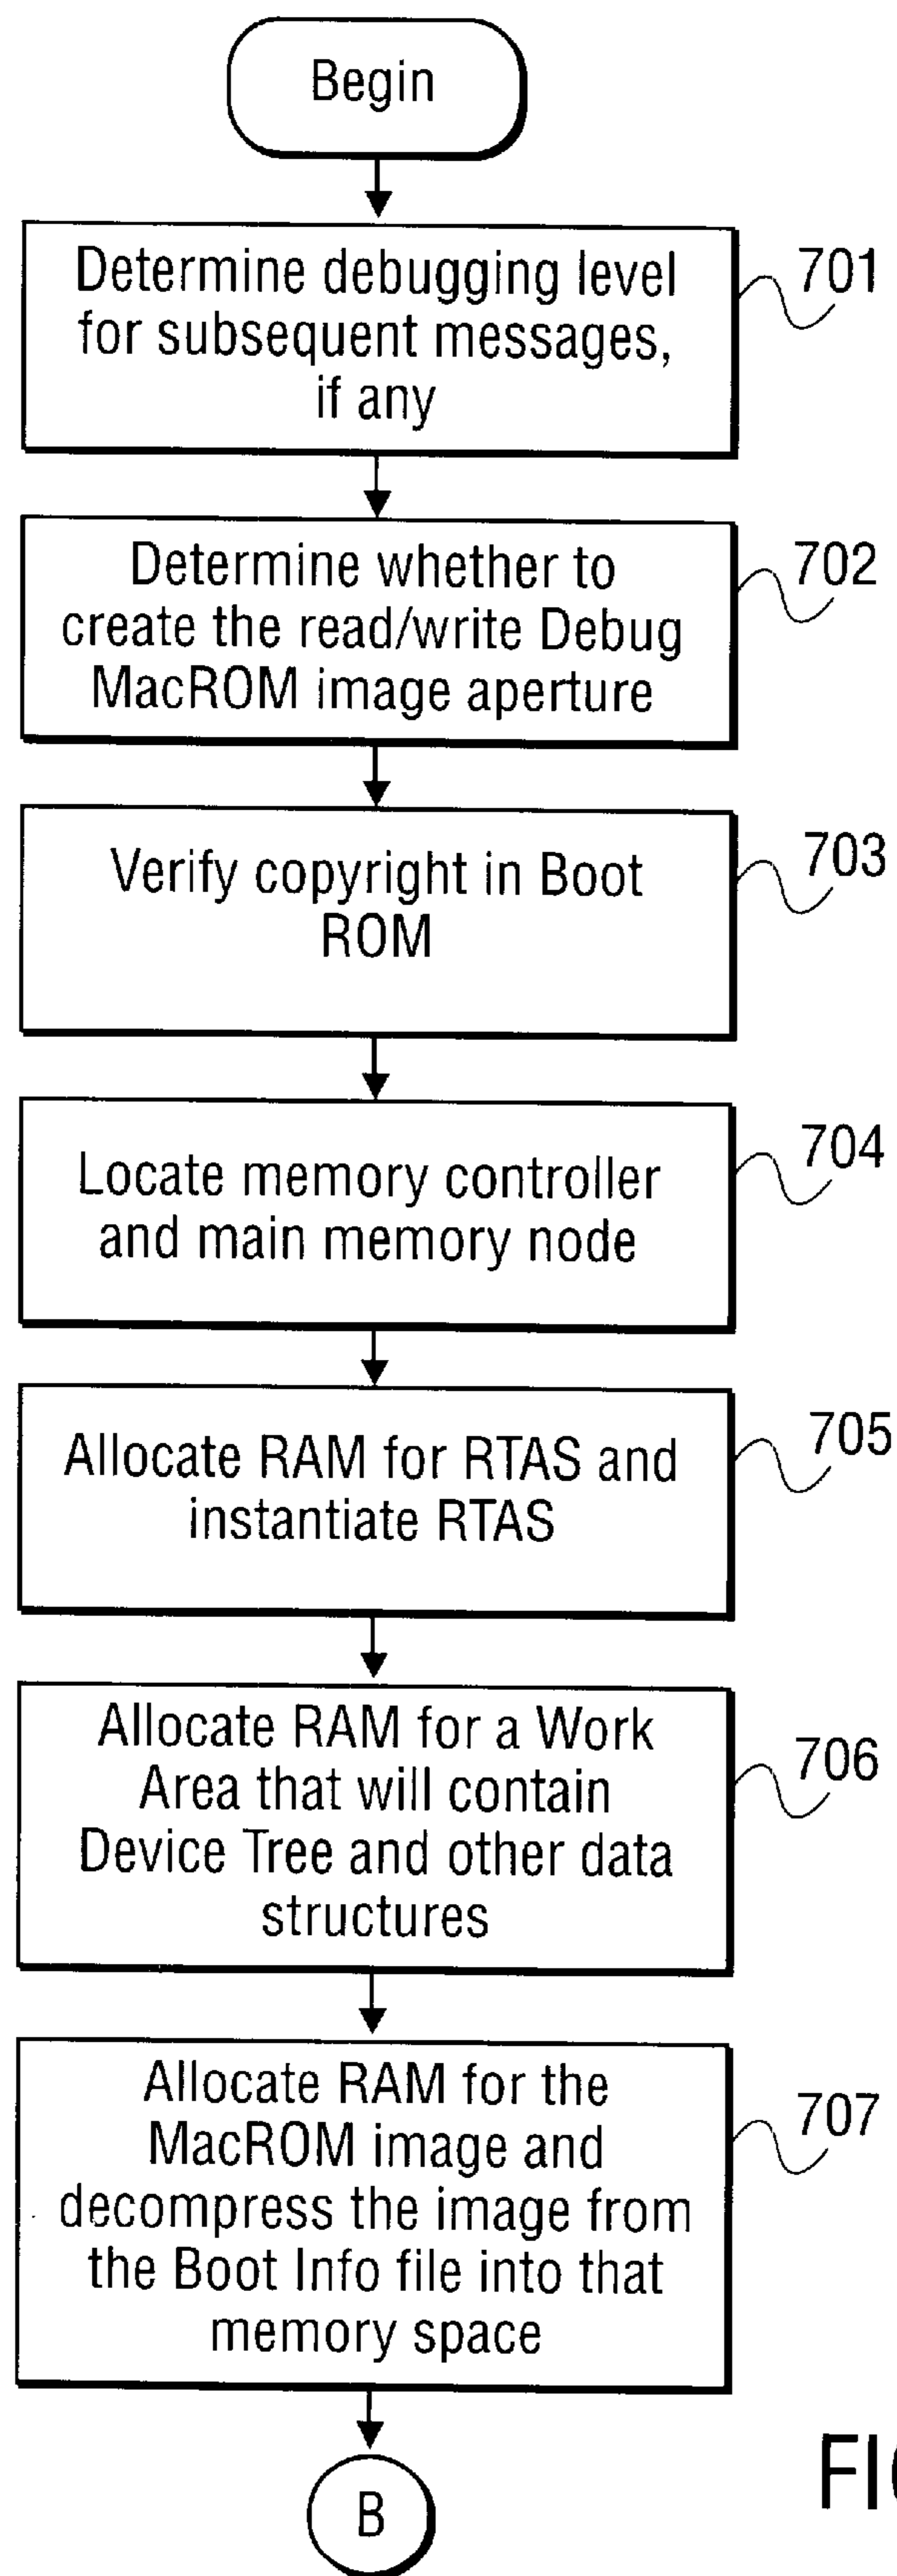 Begin
Determine debugging level
for subsequent messages,
if any
701
Determine whether to
create the read/write Debug
MacROM image aperture
702
Verify copyright in Boot
ROM
703
Locate memory controller
and main memory node
704
Allocate RAM for RTAS and
instantiate RTAS
705
Allocate RAM for a Work
Area that will contain
Device Tree and other data
structures
706
Allocate RAM for the
MacROM image and
decompress the image from
the Boot Info file into that
memory space
707
B